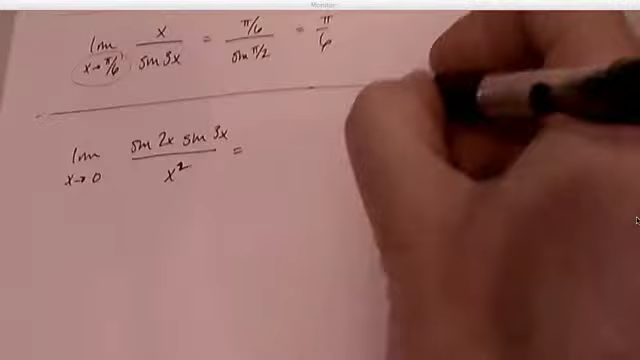 lim x→π/6 x / sin 3x = π/6 / sin π/2 = π/6
lim x→0 sin 2x sin 3x / x² =